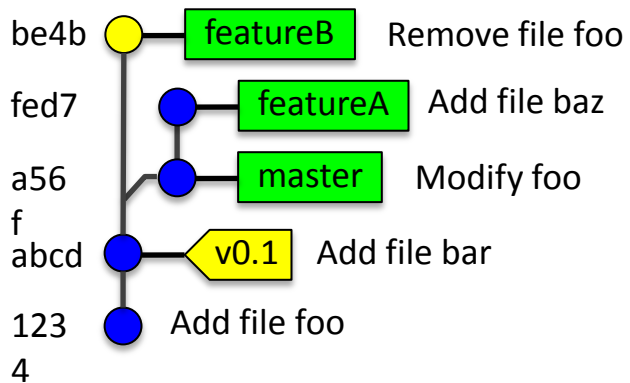 be4b featureB Remove file foo
fed7 featureA Add file baz
a56
f master Modify foo
abcd v0.1 Add file bar
123
4 Add file foo